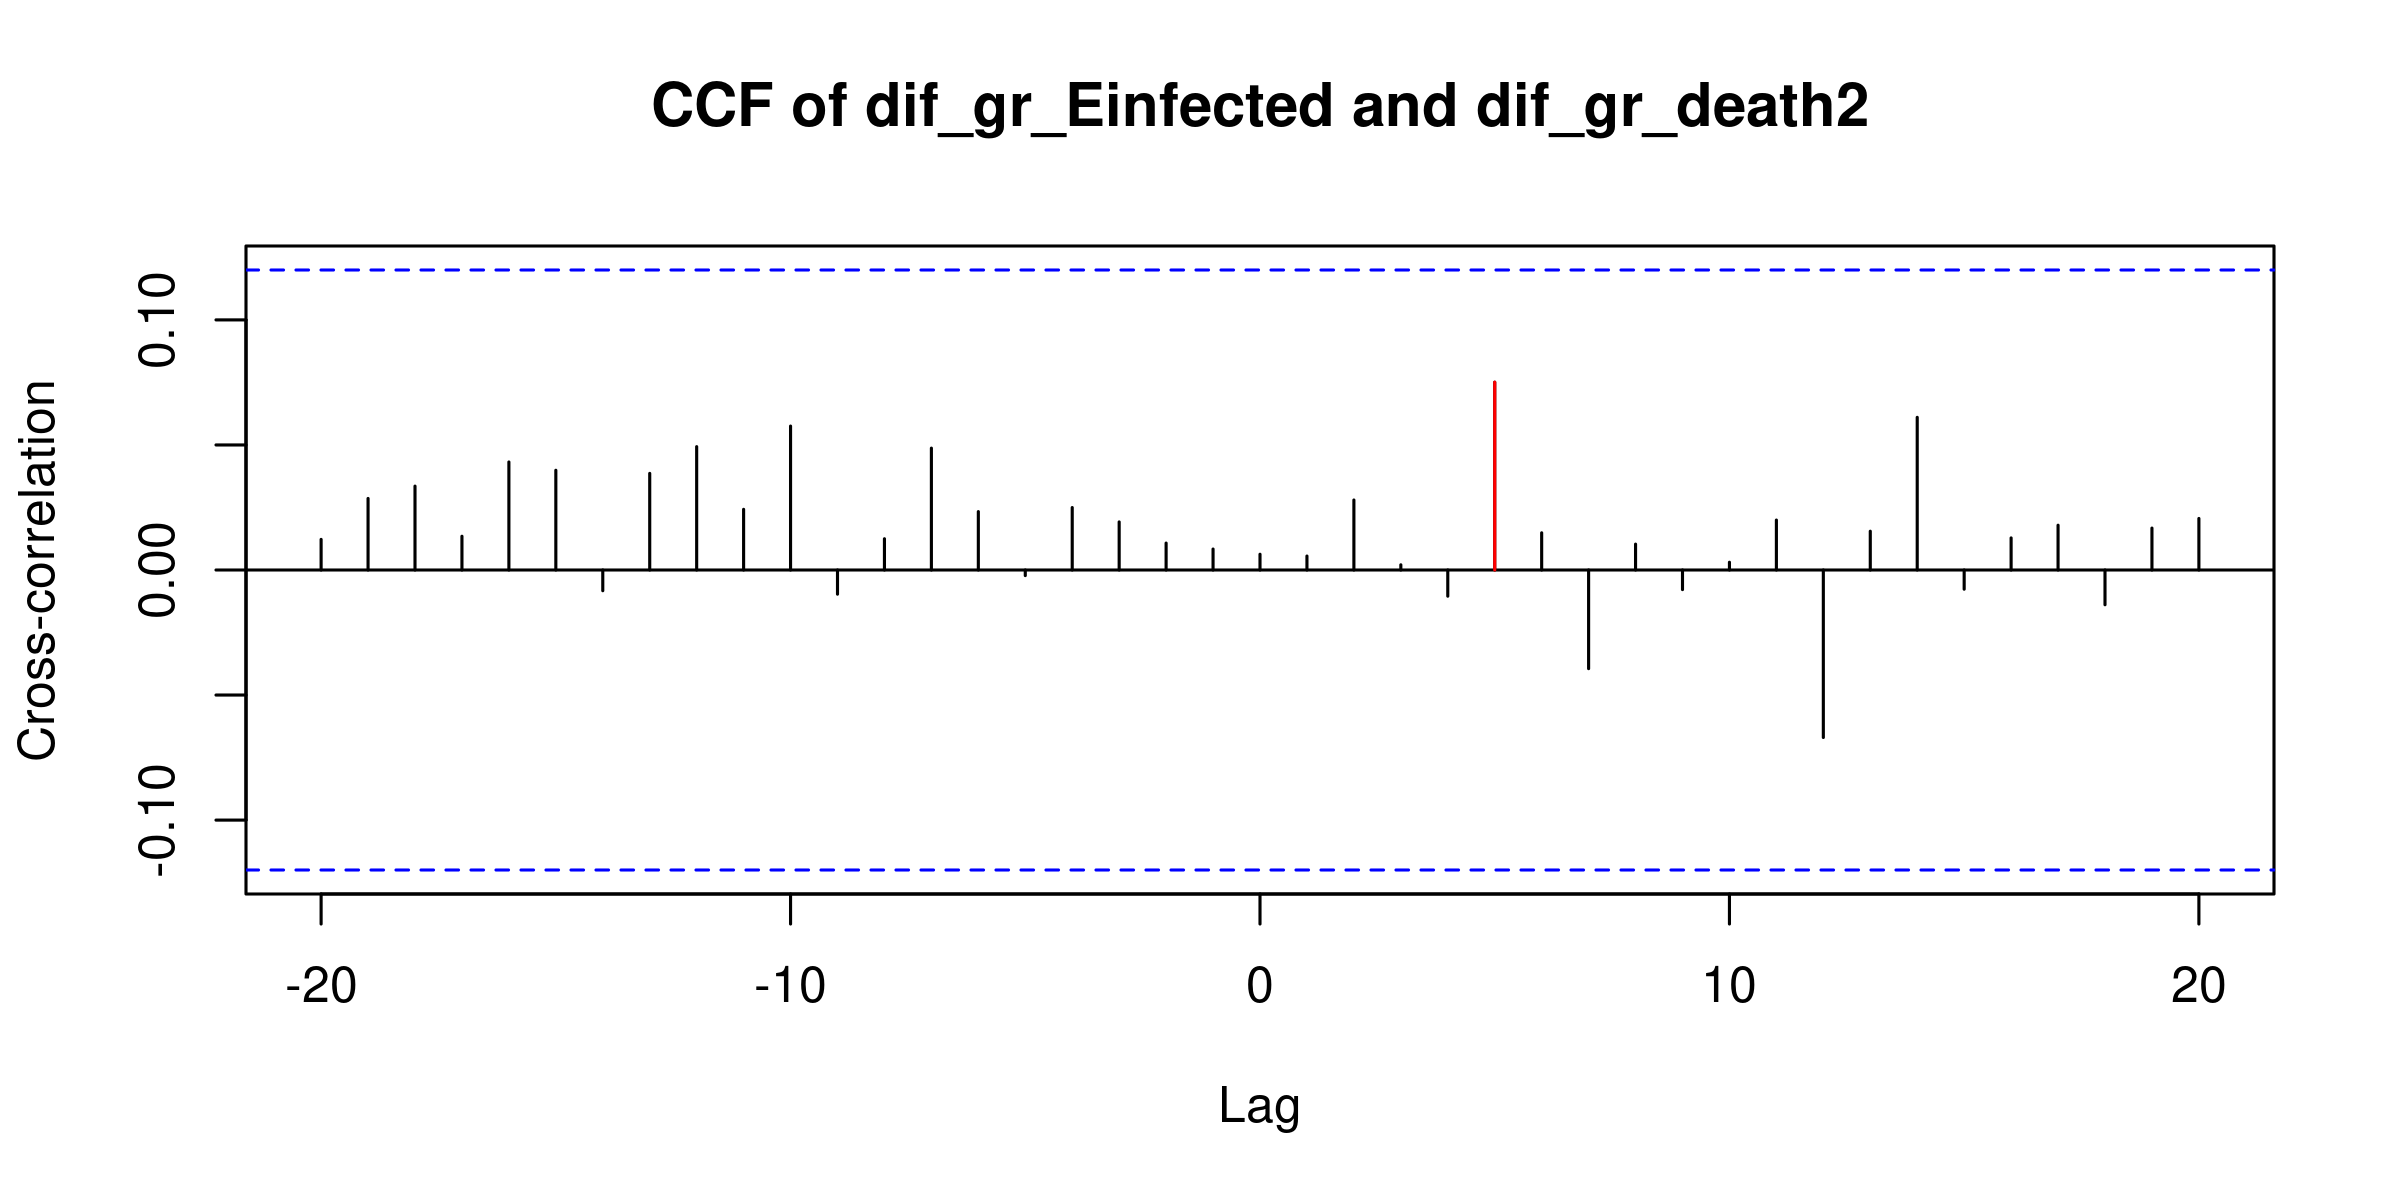 CCF of dif_gr_Einfected and dif_gr_death2
Cross-correlation
0.10
0.00
-0.10
-20 -10 0 10 20
Lag